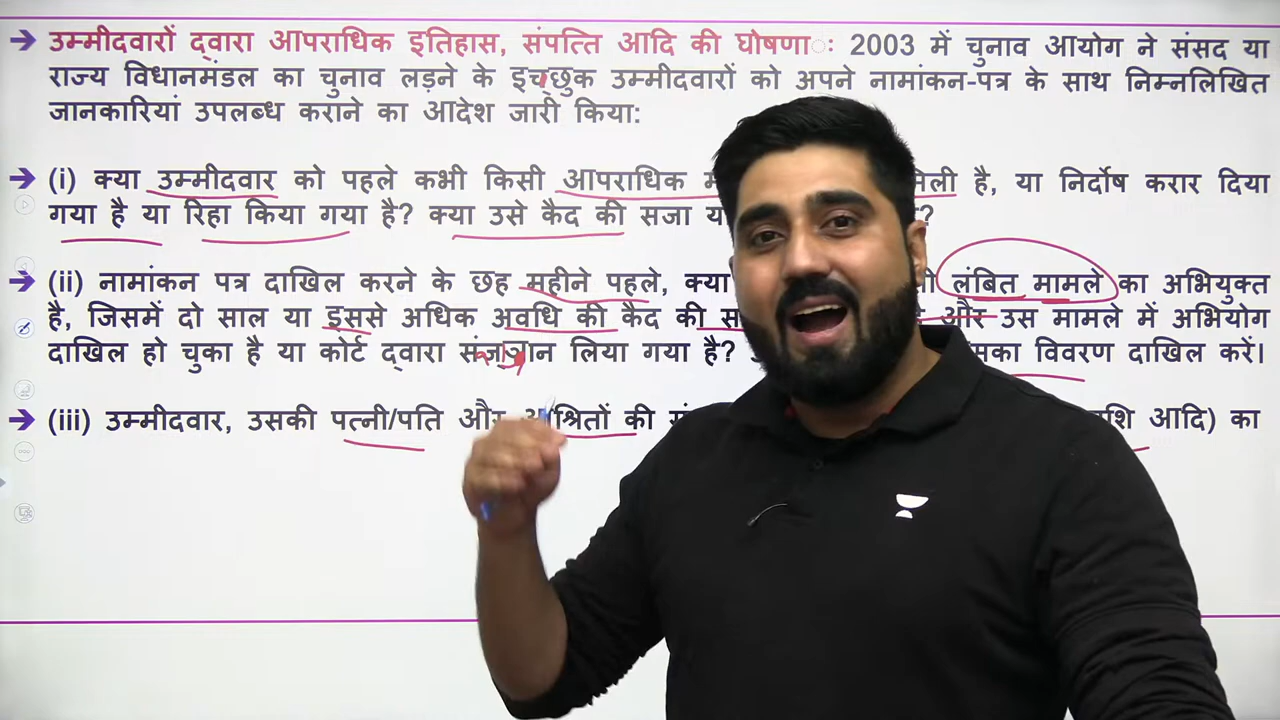 उम्मीदवारों द्वारा आपराधिक इतिहास, संपत्ति आदि की घोषणाः 2003 में चुनाव आयोग ने संसद या
राज्य विधानमंडल का चुनाव लड़ने के इच्छुक उम्मीदवारों को अपने नामांकन-पत्र के साथ निम्नलिखित
जानकारियां उपलब्ध कराने का आदेश जारी किया:
(i) क्या उम्मीदवार को पहले कभी किसी आपराधिक है, या निर्दोष करार दिया
गया है या रिहा किया गया है? क्या उसे कैद की सजा
(ii) नामांकन पत्र दाखिल करने के छह महीने पहले, क्या लंबित मामले का अभियुक्त
है, जिसमें दो साल या इससे अधिक अवधि की कैद की और उस मामले में अभियोग
दाखिल हो चुका है या कोर्ट द्वारा संज्ञान लिया गया है? विवरण दाखिल करें।
(iii) उम्मीदवार, उसकी पत्नी/पति और आश्रितों की आदि) का